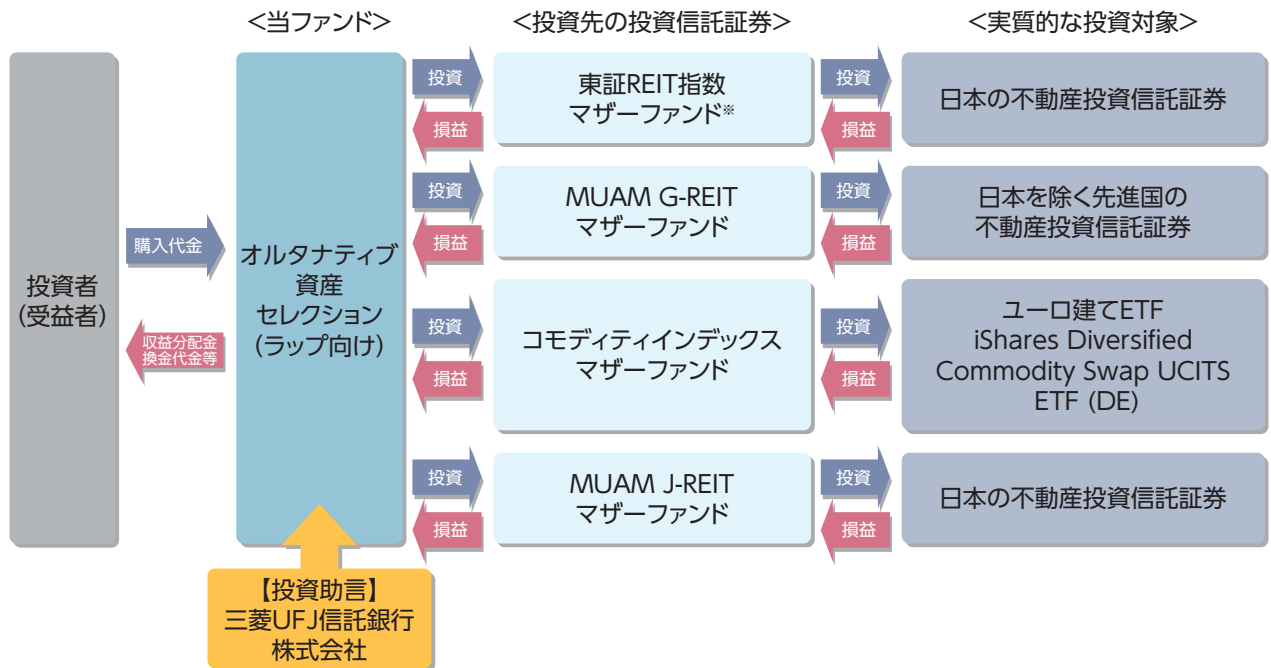 <当ファンド>
<投資先の投資信託証券>
<実質的な投資対象>
投資者
(受益者)
購入代金
収益分配金
換金代金等
オルタナティブ
資産
セレクション
(ラップ向け)
【投資助言】
三菱UFJ信託銀行
株式会社
投資
損益
東証REIT指数
マザーファンド※
投資
損益
日本の不動産投資信託証券
投資
損益
MUAM G-REIT
マザーファンド
投資
損益
日本を除く先進国の
不動産投資信託証券
投資
損益
コモディティインデックス
マザーファンド
投資
損益
ユーロ建てETF
iShares Diversified
Commodity Swap UCITS
ETF (DE)
投資
損益
MUAM J-REIT
マザーファンド
投資
損益
日本の不動産投資信託証券